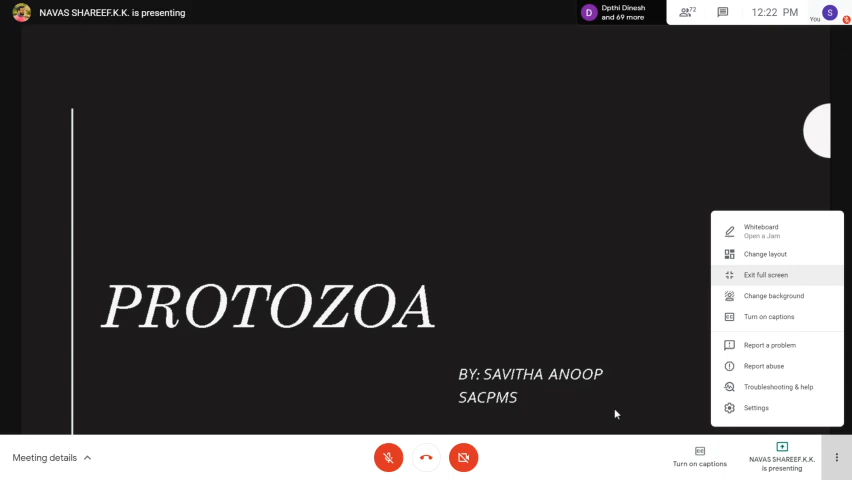 NAVAS SHAREEF.K.K. is presenting
D
Dpthi Dinesh
and 69 more
72
12:22 PM
You
S
PROTOZOA
BY: SAVITHA ANOOP
SACPMS
Whiteboard
Open a Jam
Change layout
Exit full screen
Change background
CC
Turn on captions
Report a problem
Report abuse
Troubleshooting & help
Settings
Meeting details
CC
Turn on captions
NAVAS SHAREEF.K.K.
is presenting